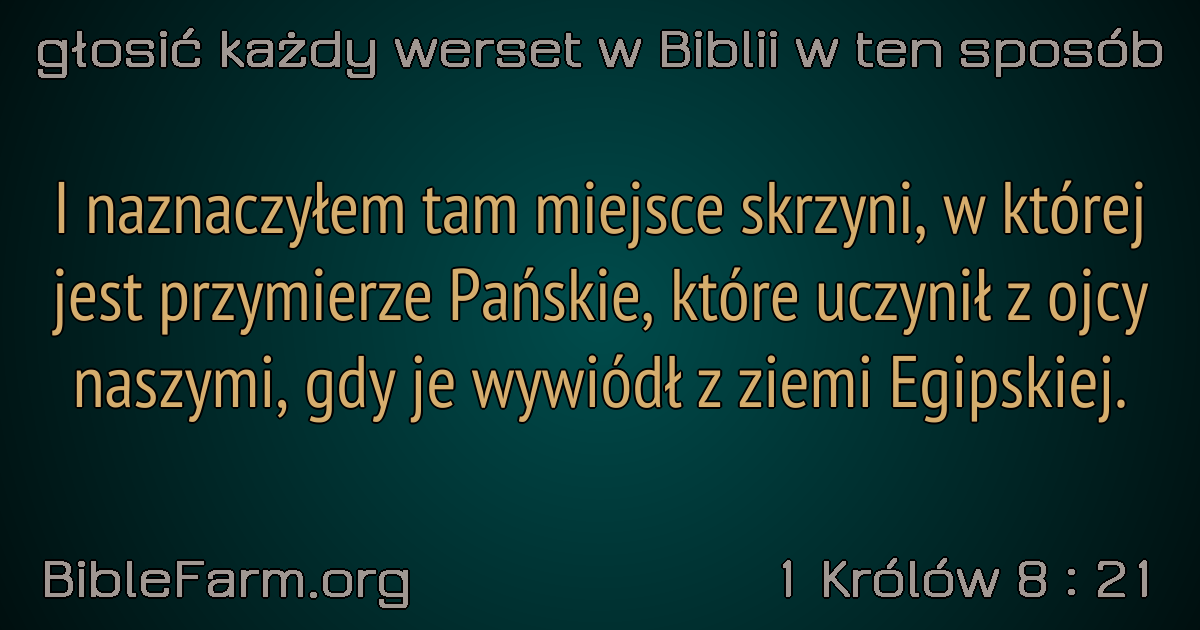 głosić każdy werset w Biblii w ten sposób
I naznaczyłem tam miejsce skrzyni, w której
jest przymierze Pańskie, które uczynił z ojcy
naszymi, gdy je wywiódł z ziemi Egipskiej.
BibleFarm.org
1 Królów 8 : 21